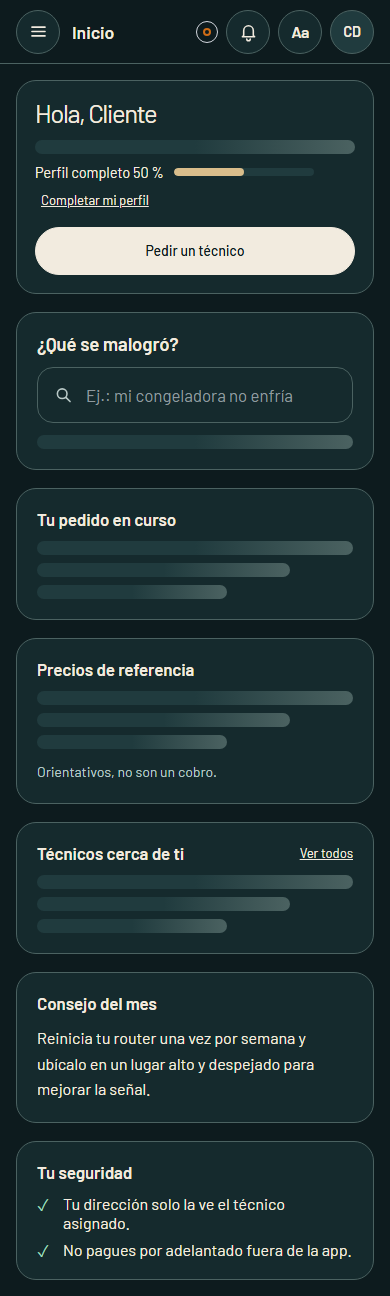 Inicio
Aa
CD
Hola, Cliente
Perfil completo 50 %
Completar mi perfil
Pedir un técnico
¿Qué se malogró?
Ej.: mi congeladora no enfría
Tu pedido en curso
Precios de referencia
Orientativos, no son un cobro.
Técnicos cerca de ti
Ver todos
Consejo del mes
Reinicia tu router una vez por semana y
ubícalo en un lugar alto y despejado para
mejorar la señal.
Tu seguridad
Tu dirección solo la ve el técnico
asignado.
No pagues por adelantado fuera de la app.